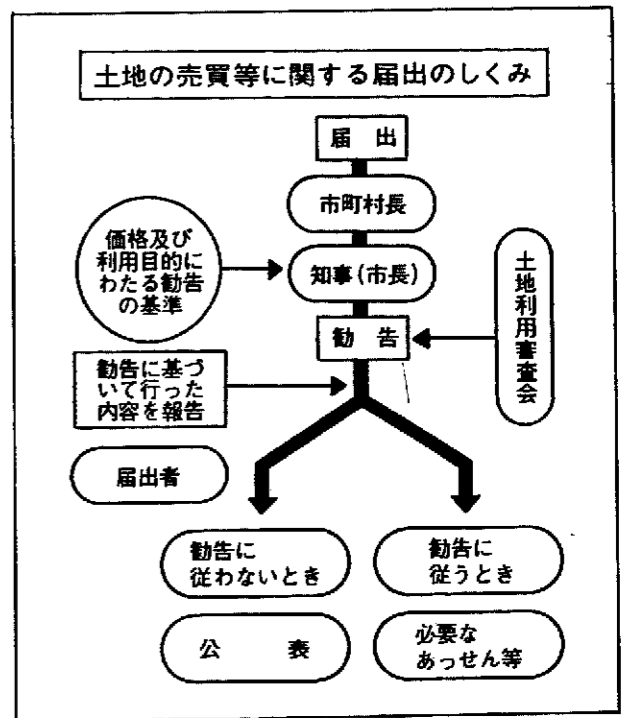 土地の売買等に関する届出のしくみ
届 出
市町村長
価格及び
利用目的に
わたる勧告
の基準
知事(市長)
土地利用審査会
勧 告
勧告に基づ
いて行った
内容を報告
届出者
勧告に
従わないとき
勧告に
従うとき
公 表
必要な
あっせん等